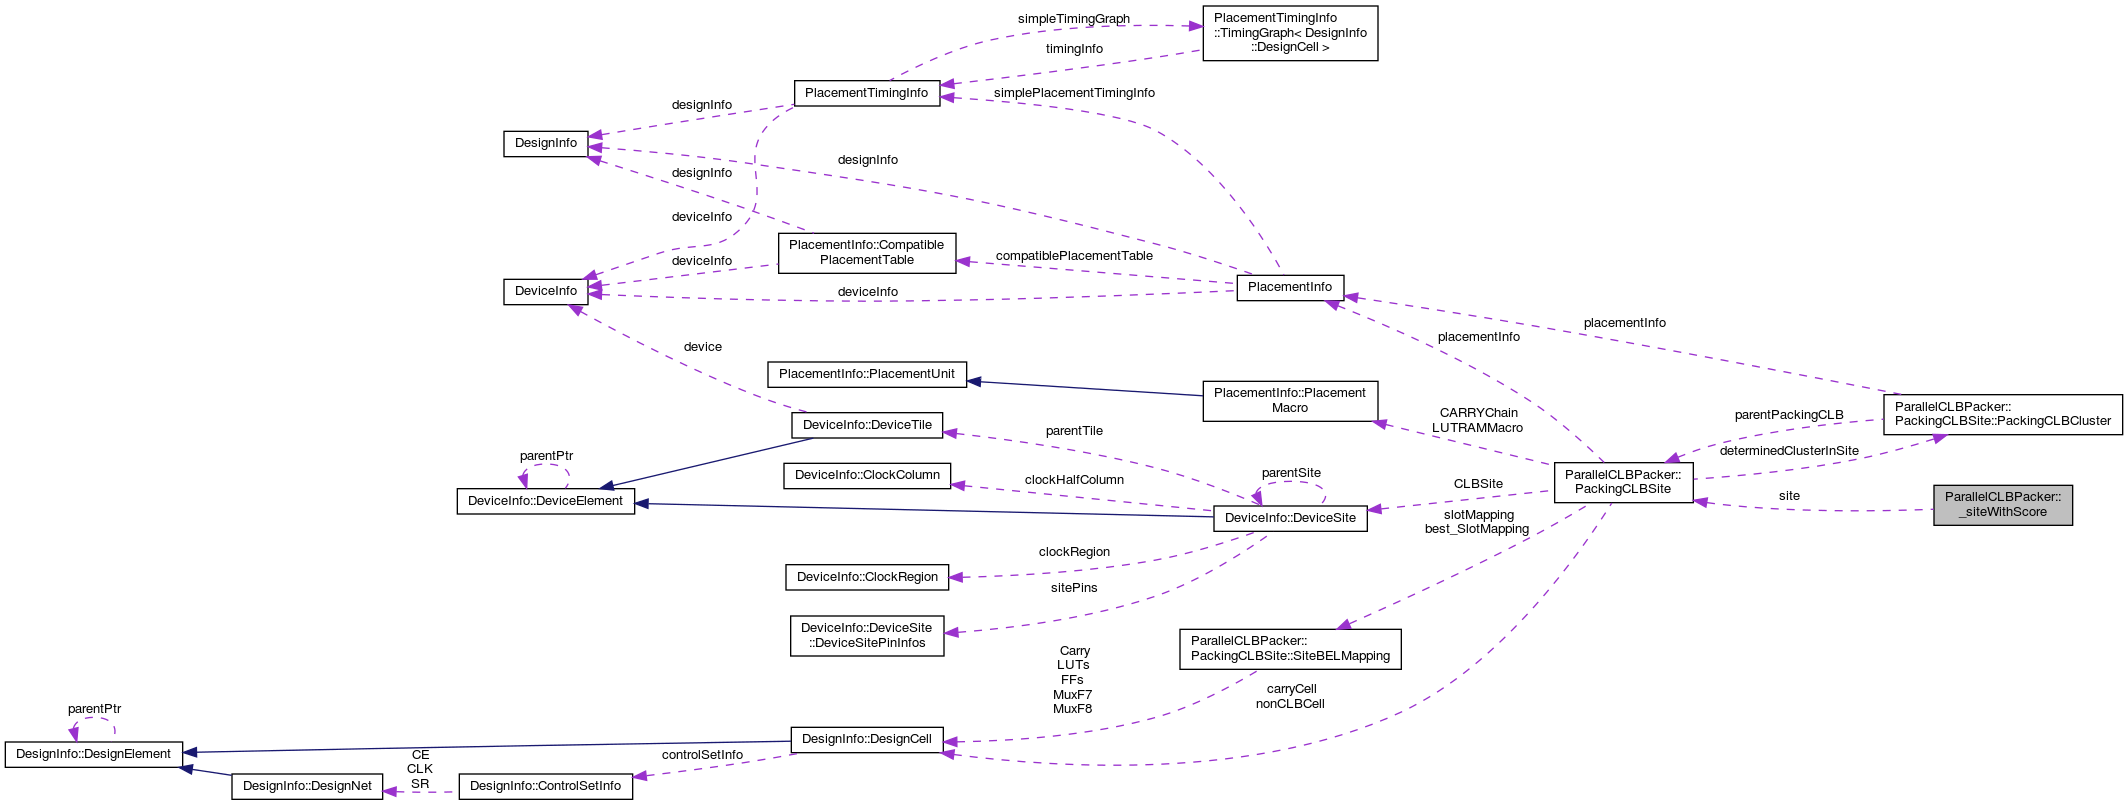 simpleTimingGraph
PlacementTimingInfo
::TimingGraph< DesignInfo
::DesignCell >
timingInfo
PlacementTimingInfo
simplePlacementTimingInfo
designInfo
DesignInfo
designInfo
designInfo
deviceInfo
PlacementInfo::Compatible
PlacementTable
compatiblePlacementTable
deviceInfo
DeviceInfo
deviceInfo
PlacementInfo
placementInfo
placementInfo
device
PlacementInfo::PlacementUnit
PlacementInfo::Placement
Macro
CARRYChain
LUTRAMMacro
parentPackingCLB
ParallelCLBPacker::
PackingCLBSite::PackingCLBCluster
DeviceInfo::DeviceTile
parentTile
determinedClusterInSite
parentPtr
DeviceInfo::DeviceElement
DeviceInfo::ClockColumn
clockHalfColumn
parentSite
CLBSite
ParallelCLBPacker::
PackingCLBSite
site
ParallelCLBPacker::
_siteWithScore
DeviceInfo::DeviceSite
slotMapping
best_SlotMapping
clockRegion
DeviceInfo::ClockRegion
sitePins
DeviceInfo::DeviceSite
::DeviceSitePinInfos
ParallelCLBPacker::
PackingCLBSite::SiteBELMapping
Carry
LUTs
FFs
MuxF7
MuxF8
carryCell
nonCLBCell
parentPtr
DesignInfo::DesignElement
DesignInfo::DesignCell
controlSetInfo
CE
CLK
SR
DesignInfo::DesignNet
DesignInfo::ControlSetInfo